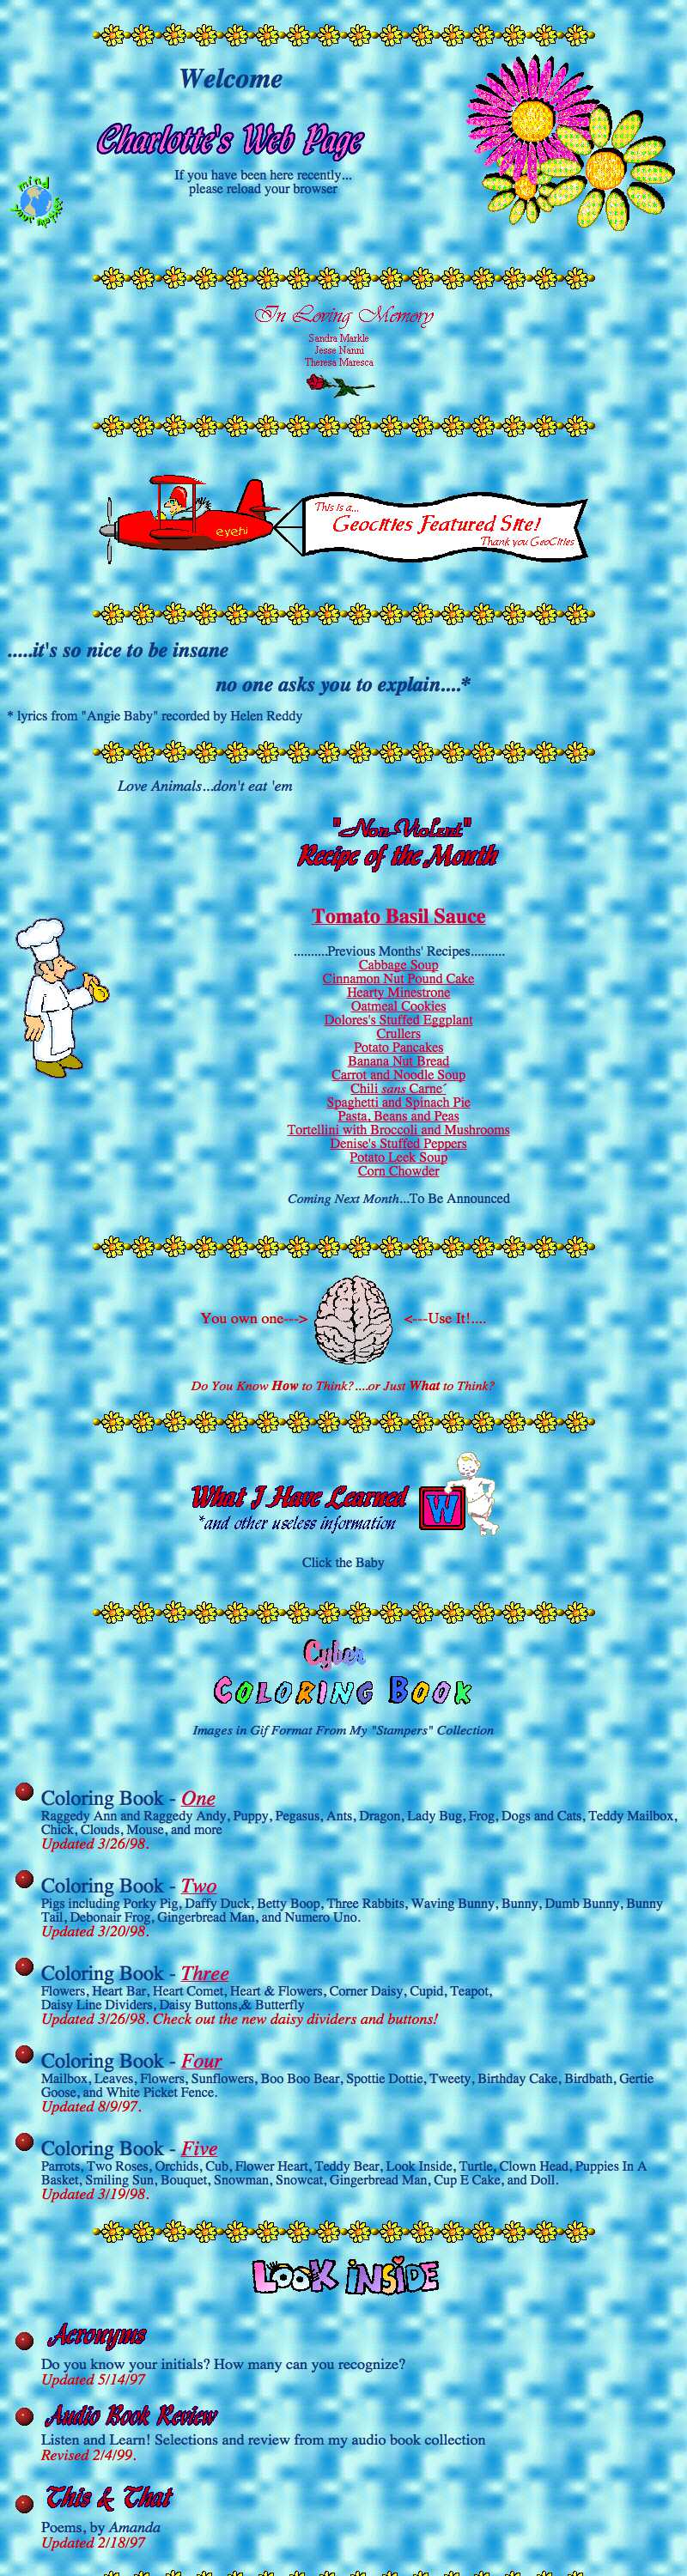 Welcome
Charlotte's Web Page
If you have been here recently...
please reload your browser
mind
your mother
In Loving Memory
Sandra Markle
Jesse Nanni
Theresa Maresca
eyehi
This is a...
Geocities Featured Site!
Thank you GeoCities
.....it's so nice to be insane
no one asks you to explain....*
* lyrics from "Angie Baby" recorded by Helen Reddy
Love Animals...don't eat 'em
"Non-Violent"
Recipe of the Month
Tomato Basil Sauce
..........Previous Months' Recipes..........
Cabbage Soup
Cinnamon Nut Pound Cake
Hearty Minestrone
Oatmeal Cookies
Dolores's Stuffed Eggplant
Crullers
Potato Pancakes
Banana Nut Bread
Carrot and Noodle Soup
Chili sans Carne´
Spaghetti and Spinach Pie
Pasta, Beans and Peas
Tortellini with Broccoli and Mushrooms
Denise's Stuffed Peppers
Potato Leek Soup
Corn Chowder
Coming Next Month...To Be Announced
You own one---> <---Use It!....
Do You Know How to Think? ....or Just What to Think?
What I Have Learned
*and other useless information
W
Click the Baby
Cyber
Coloring Book
Images in Gif Format From My "Stampers" Collection
Coloring Book - One
Raggedy Ann and Raggedy Andy, Puppy, Pegasus, Ants, Dragon, Lady Bug, Frog, Dogs and Cats, Teddy Mailbox,
Chick, Clouds, Mouse, and more
Updated 3/26/98.
Coloring Book - Two
Pigs including Porky Pig, Daffy Duck, Betty Boop, Three Rabbits, Waving Bunny, Bunny, Dumb Bunny, Bunny
Tail, Debonair Frog, Gingerbread Man, and Numero Uno.
Updated 3/20/98.
Coloring Book - Three
Flowers, Heart Bar, Heart Comet, Heart & Flowers, Corner Daisy, Cupid, Teapot,
Daisy Line Dividers, Daisy Buttons,& Butterfly
Updated 3/26/98. Check out the new daisy dividers and buttons!
Coloring Book - Four
Mailbox, Leaves, Flowers, Sunflowers, Boo Boo Bear, Spottie Dottie, Tweety, Birthday Cake, Birdbath, Gertie
Goose, and White Picket Fence.
Updated 8/9/97.
Coloring Book - Five
Parrots, Two Roses, Orchids, Cub, Flower Heart, Teddy Bear, Look Inside, Turtle, Clown Head, Puppies In A
Basket, Smiling Sun, Bouquet, Snowman, Snowcat, Gingerbread Man, Cup E Cake, and Doll.
Updated 3/19/98.
Look Inside
Acronyms
Do you know your initials? How many can you recognize?
Updated 5/14/97
Audio Book Review
Listen and Learn! Selections and review from my audio book collection
Revised 2/4/99.
This & That
Poems, by Amanda
Updated 2/18/97